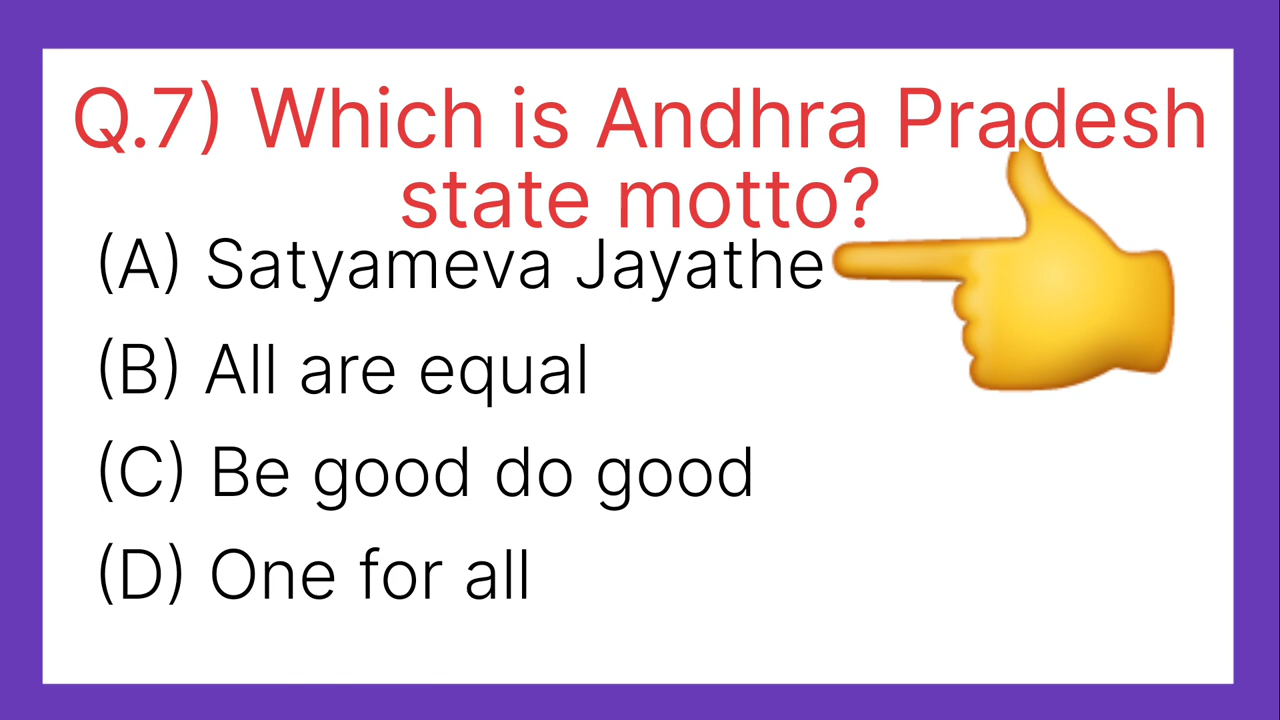 Q.7) Which is Andhra Pradesh
state motto?
(A) Satyameva Jayathe
(B) All are equal
(C) Be good do good
(D) One for all